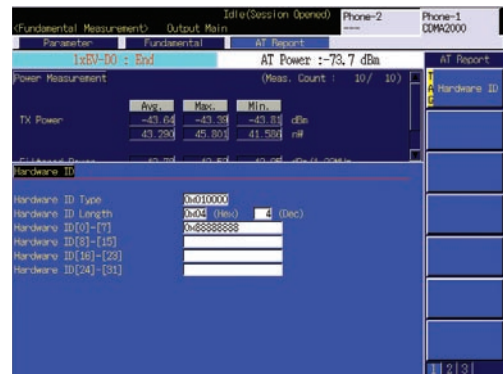 Idle(Session Opened)
Phone-2
Phone-1
<Fundamental Measurement> Output Main
CDMA2000
Parameter Fundamental AT Report
1xEV-DO : End AT Power :-73.7 dBm
AT Report
Power Measurement (Meas. Count : 10/ 10)
TAG
Hardware ID
Avg. Max. Min.
TX Power -43.64 -43.39 -43.81 dBm
43.290 45.801 41.586 nW
Hardware ID
Hardware ID Type 0x010000
Hardware ID Length 0x04 (Hex) 4 (Dec)
Hardware ID[0]-[7] 0x88888888
Hardware ID[8]-[15]
Hardware ID[16]-[23]
Hardware ID[24]-[31]
1 2 3